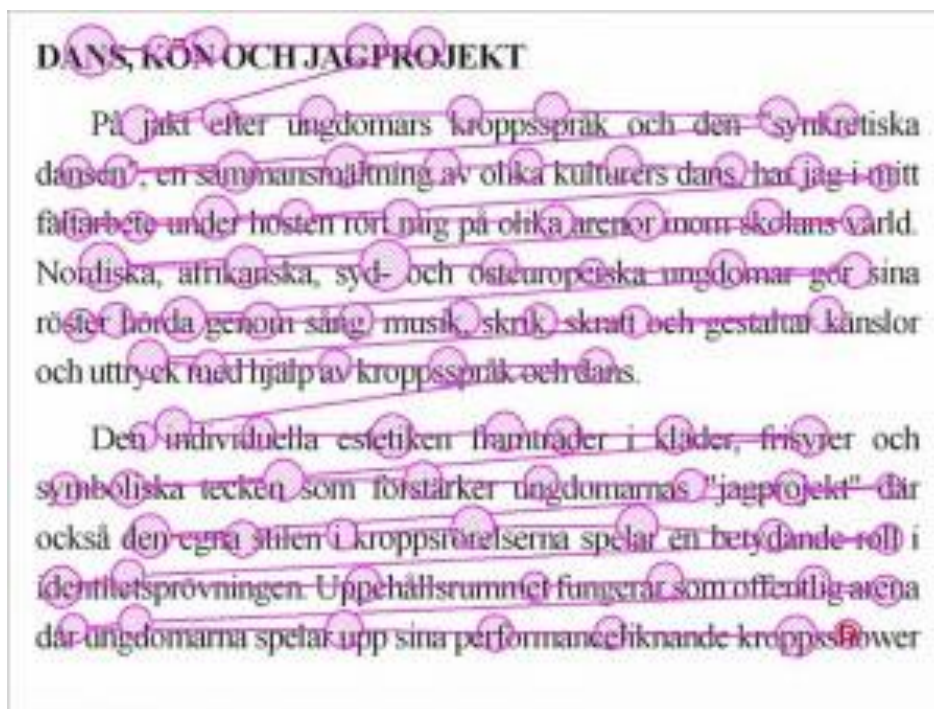 DANS, KÖN OCH JAGPROJEKT
På jakt efter ungdomars kroppsspråk och den "synkretiska
dansen", en sammansmältning av olika kulturers dans, har jag i mitt
fältarbete under hösten rört mig på olika arenor inom skolans värld.
Nordiska, afrikanska, syd- och östeuropeiska ungdomar gör sina
röster hörda genom sång, musik, skrik, skratt och gestaltar känslor
och uttryck med hjälp av kroppsspråk och dans.
Den individuella estetiken framträder i kläder, frisyrer och
symboliska tecken som förstärker ungdomarnas "jagprojekt" där
också den egna stilen i kroppsrörelserna spelar en betydande roll i
identitetsprövningen. Uppehållsrummet fungerar som offentlig arena
där ungdomarna spelar upp sina performanceliknande kroppsshower